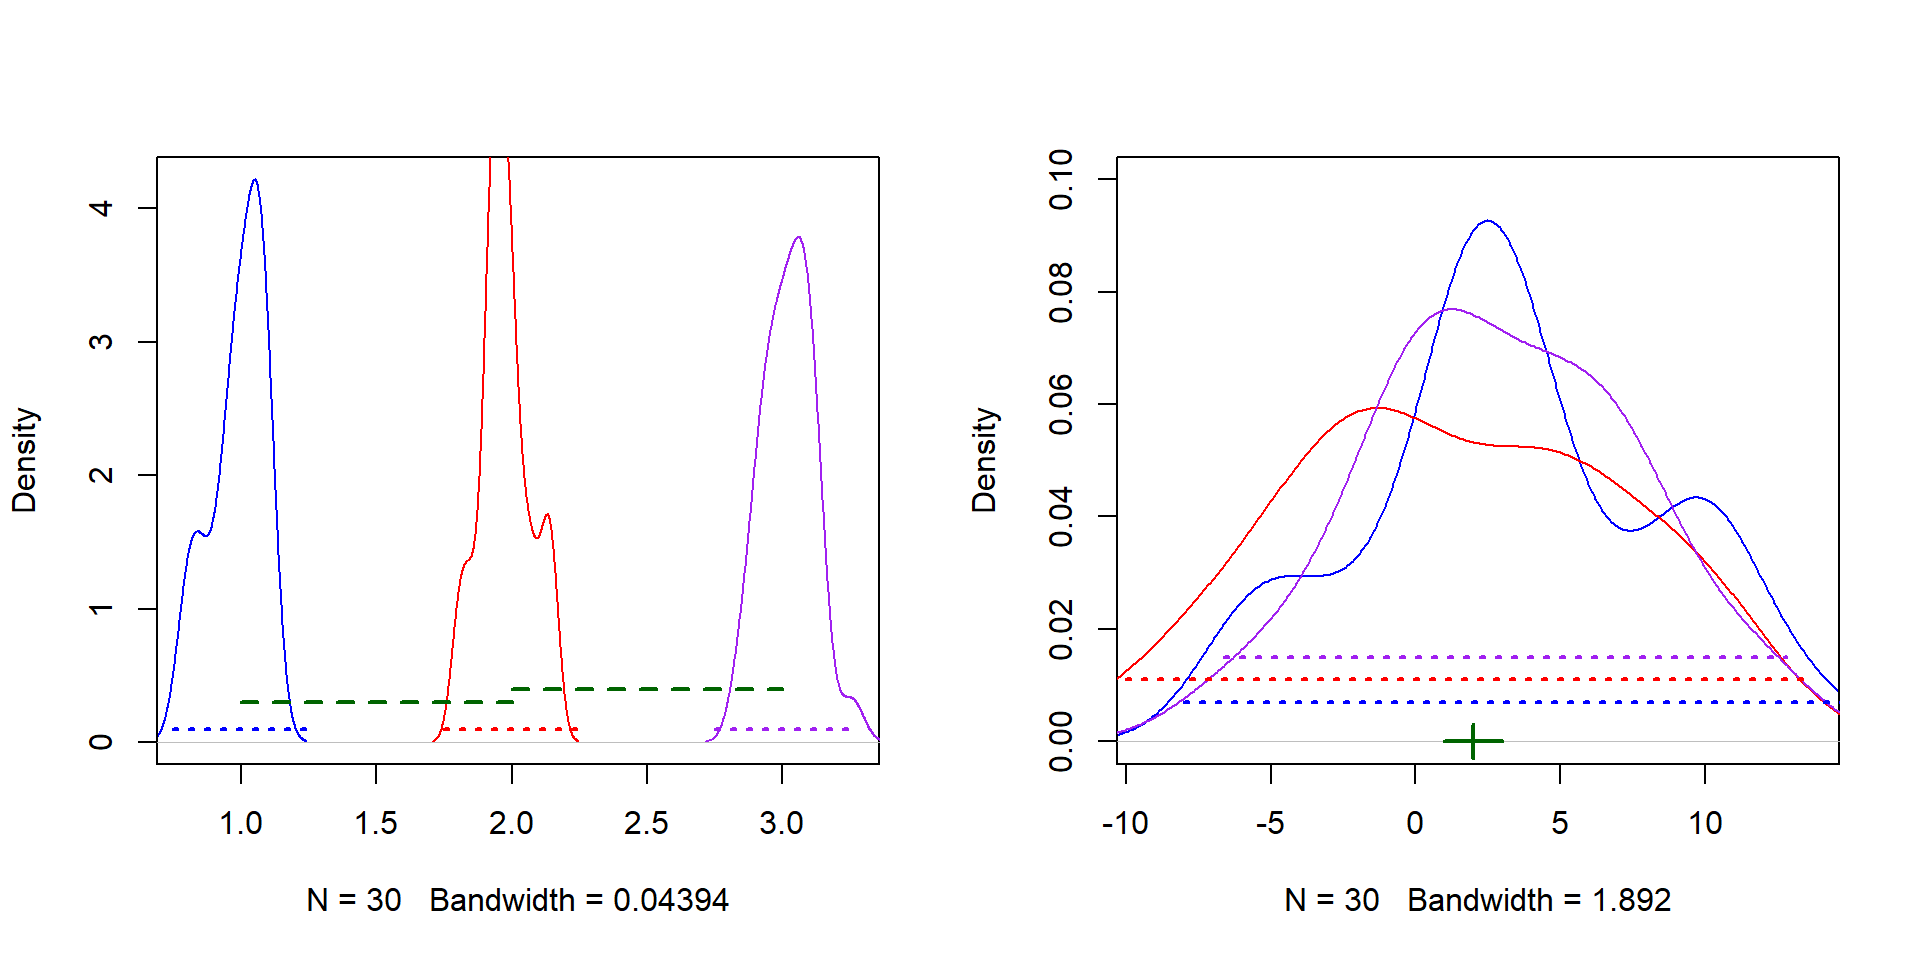 Density
4
3
2
1
0
1.0 1.5 2.0 2.5 3.0
N = 30 Bandwidth = 0.04394
Density
0.10
0.08
0.06
0.04
0.02
0.00
-10 -5 0 5 10
N = 30 Bandwidth = 1.892